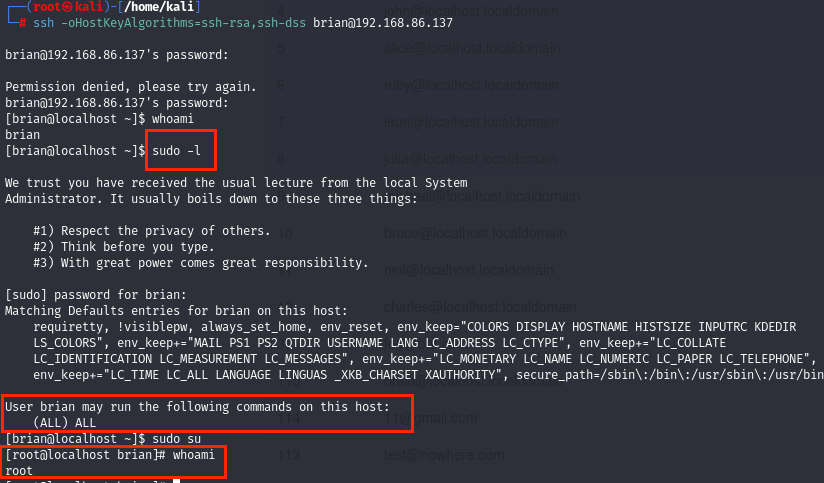 ┌──(root㉿kali)-[/home/kali]
└─# ssh -oHostKeyAlgorithms=ssh-rsa,ssh-dss brian@192.168.86.137
brian@192.168.86.137's password:
Permission denied, please try again.
brian@192.168.86.137's password:
[brian@localhost ~]$ whoami
brian
[brian@localhost ~]$ sudo -l
We trust you have received the usual lecture from the local System
Administrator. It usually boils down to these three things:
#1) Respect the privacy of others.
#2) Think before you type.
#3) With great power comes great responsibility.
[sudo] password for brian:
Matching Defaults entries for brian on this host:
requiretty, !visiblepw, always_set_home, env_reset, env_keep="COLORS DISPLAY HOSTNAME HISTSIZE INPUTRC KDEDIR
LS_COLORS", env_keep+="MAIL PS1 PS2 QTDIR USERNAME LANG LC_ADDRESS LC_CTYPE", env_keep+="LC_COLLATE
LC_IDENTIFICATION LC_MEASUREMENT LC_MESSAGES", env_keep+="LC_MONETARY LC_NAME LC_NUMERIC LC_PAPER LC_TELEPHONE",
env_keep+="LC_TIME LC_ALL LANGUAGE LINGUAS _XKB_CHARSET XAUTHORITY", secure_path=/sbin\:/bin\:/usr/sbin\:/usr/bin
User brian may run the following commands on this host:
(ALL) ALL
[brian@localhost ~]$ sudo su
[root@localhost brian]# whoami
root
4 john@localhost.localdomain
5 alice@localhost.localdomain
6 ruby@localhost.localdomain
7 leon@localhost.localdomain
8 julia@localhost.localdomain
10 bruce@localhost.localdomain
neil@localhost.localdomain
charles@localhost.localdomain
114 11@gmail.com
113 test@nowhere.com